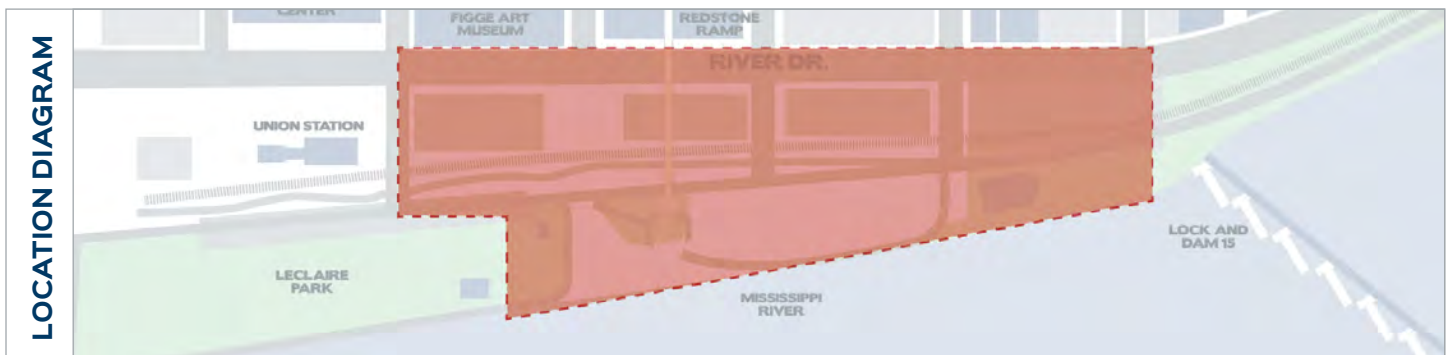 LOCATION DIAGRAM
CENTER
FIGGE ART
MUSEUM
REDSTONE
RAMP
RIVER DR.
UNION STATION
LECLAIRE
PARK
MISSISSIPPI
RIVER
LOCK AND
DAM 15